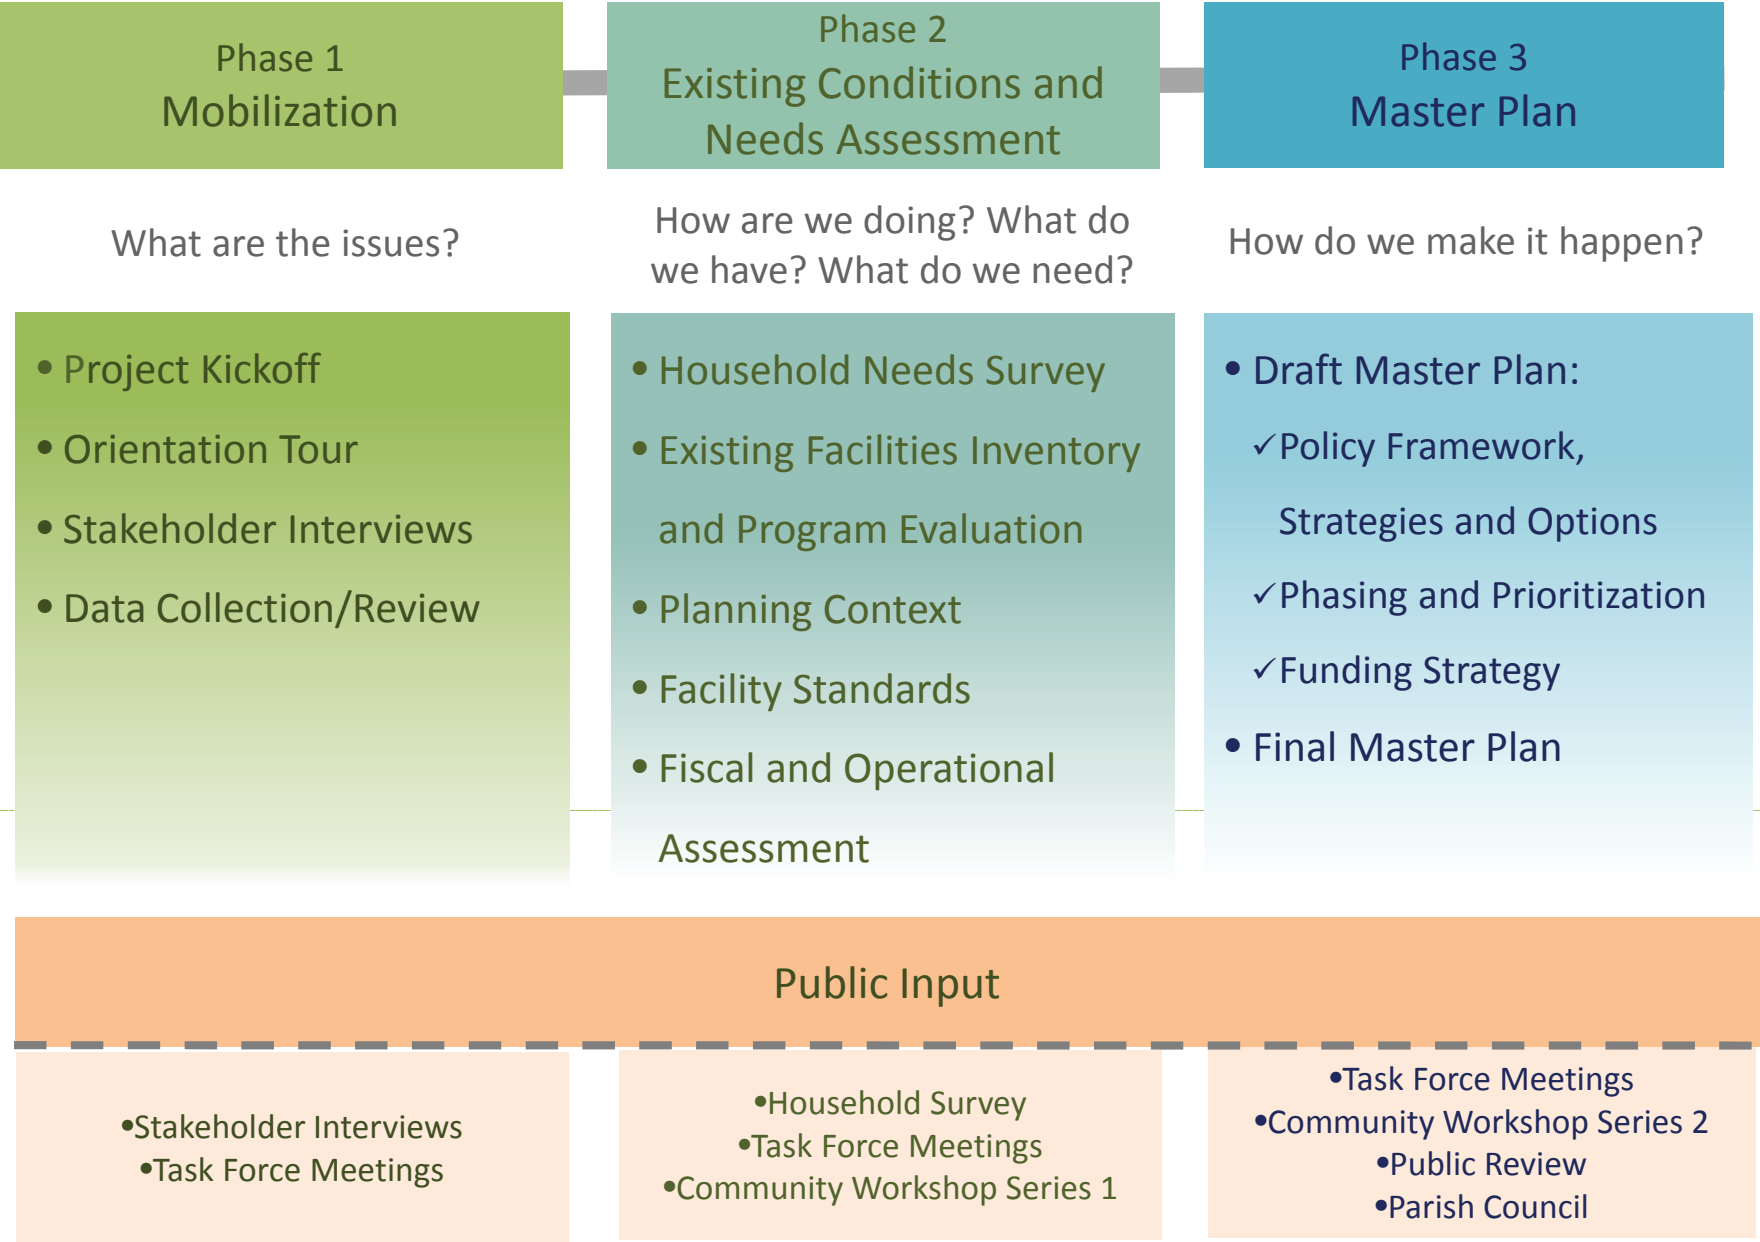 Phase 1
Mobilization
Phase 2
Existing Conditions and
Needs Assessment
Phase 3
Master Plan
What are the issues?
How are we doing? What do
we have? What do we need?
How do we make it happen?
• Project Kickoff
• Orientation Tour
• Stakeholder Interviews
• Data Collection/Review
• Household Needs Survey
• Existing Facilities Inventory
and Program Evaluation
• Planning Context
• Facility Standards
• Fiscal and Operational
Assessment
• Draft Master Plan:
✓Policy Framework,
Strategies and Options
✓Phasing and Prioritization
✓Funding Strategy
• Final Master Plan
Public Input
•Stakeholder Interviews
•Task Force Meetings
•Household Survey
•Task Force Meetings
•Community Workshop Series 1
•Task Force Meetings
•Community Workshop Series 2
•Public Review
•Parish Council